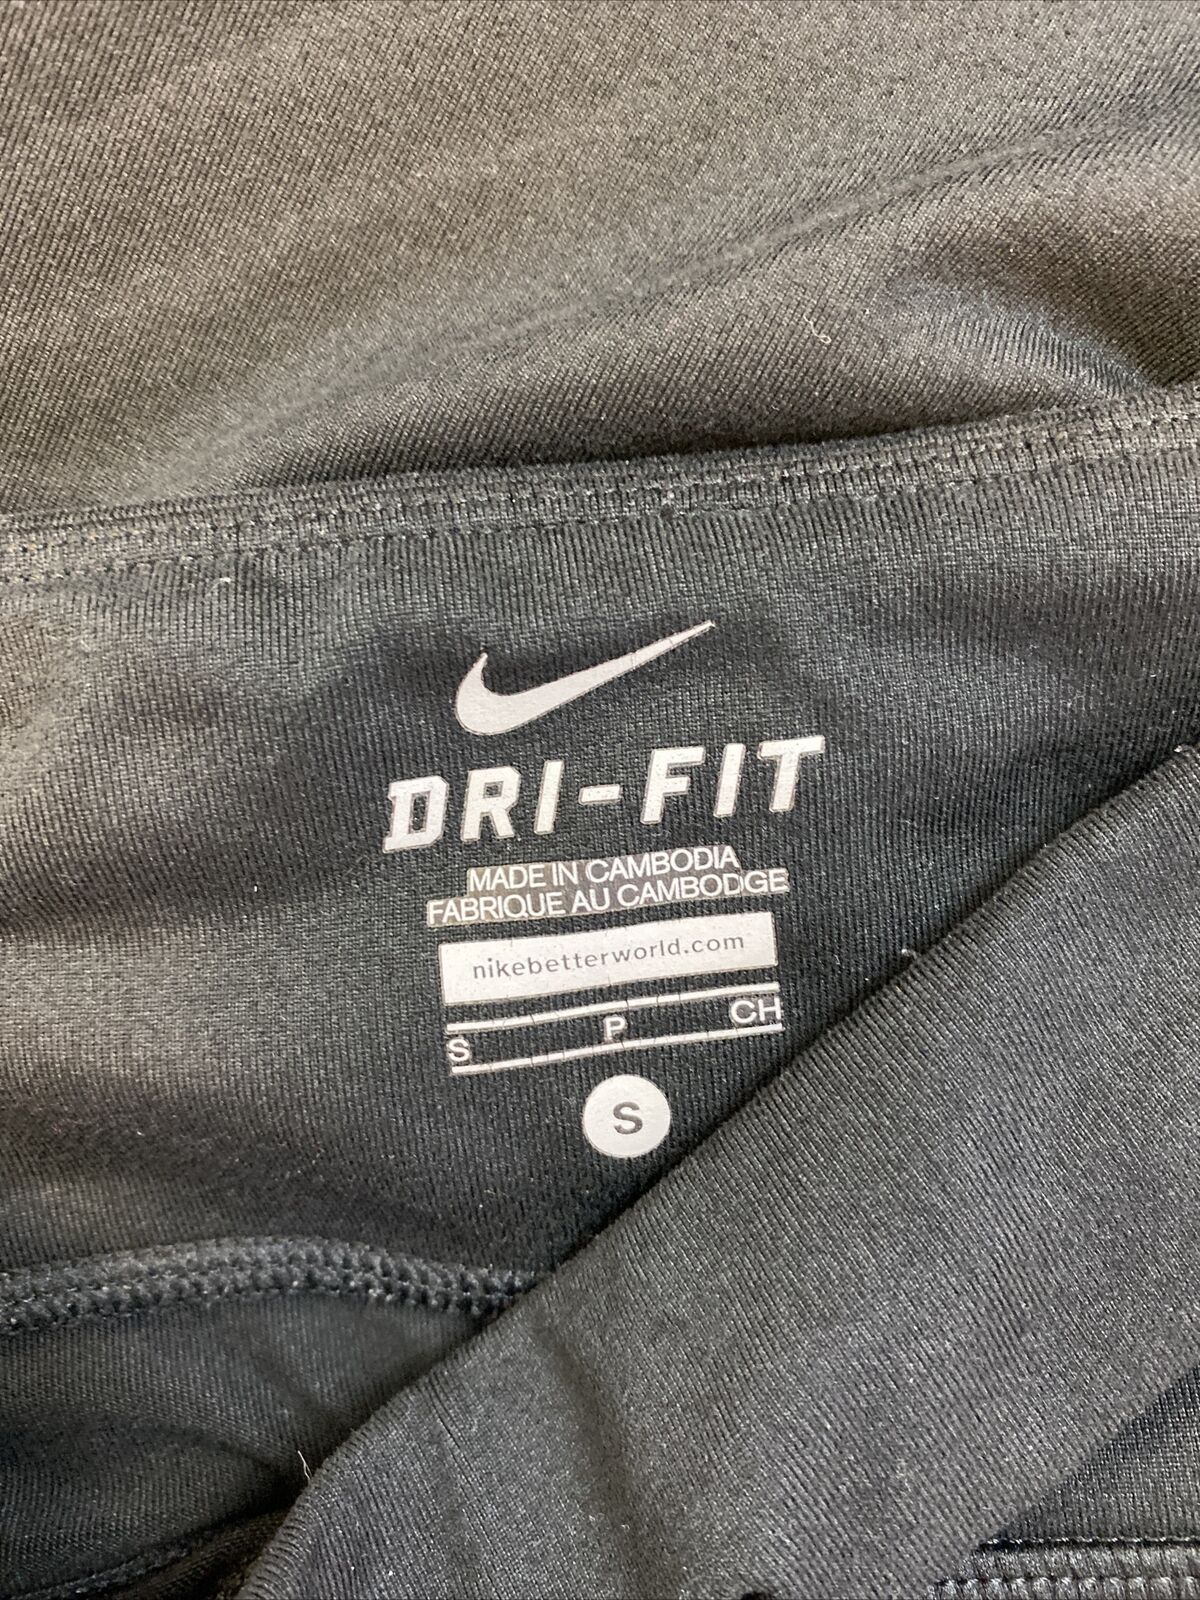 DRI-FIT
MADE IN CAMBODIA
FABRIQUE AU CAMBODGE
nikebetterworld.com
S P CH
S